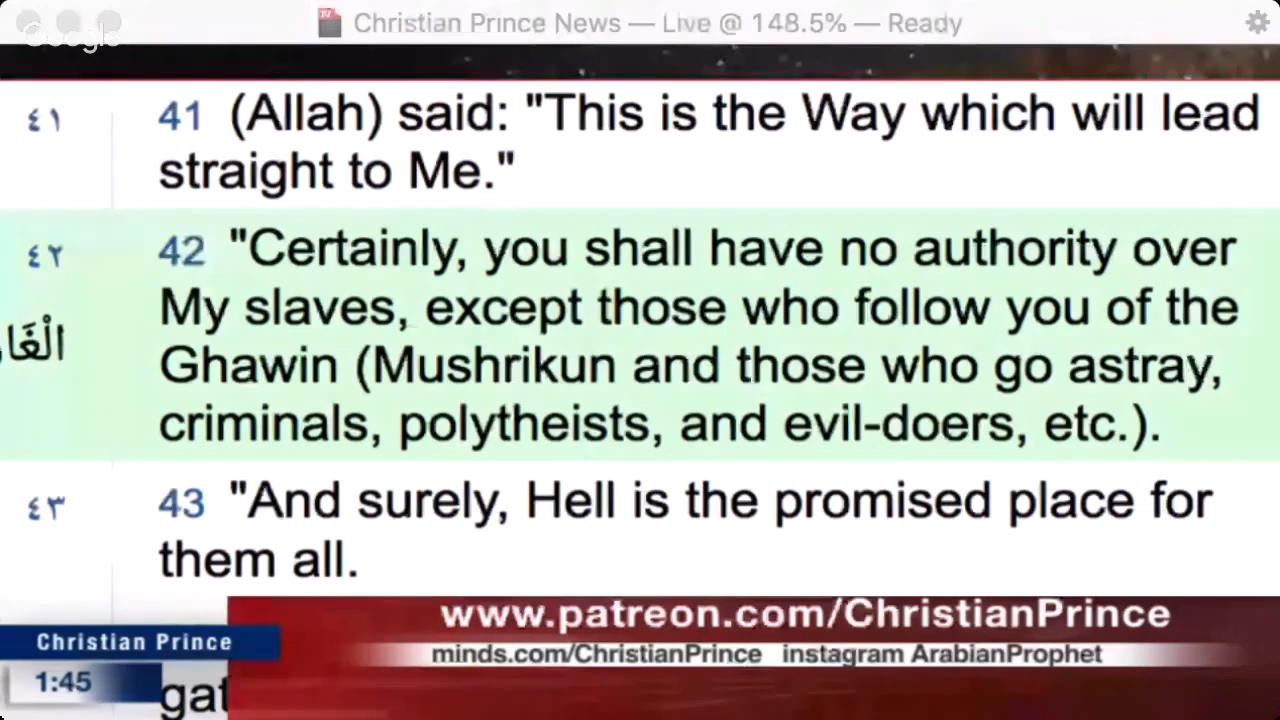 Christian Prince News — Live @ 148.5% — Ready
Google
٤١ 41 (Allah) said: "This is the Way which will lead
straight to Me."
٤٢ 42 "Certainly, you shall have no authority over
My slaves, except those who follow you of the
Ghawin (Mushrikun and those who go astray,
criminals, polytheists, and evil-doers, etc.).
٤٣ 43 "And surely, Hell is the promised place for
them all.
www.patreon.com/ChristianPrince
Christian Prince
minds.com/ChristianPrince instagram ArabianProphet
1:45